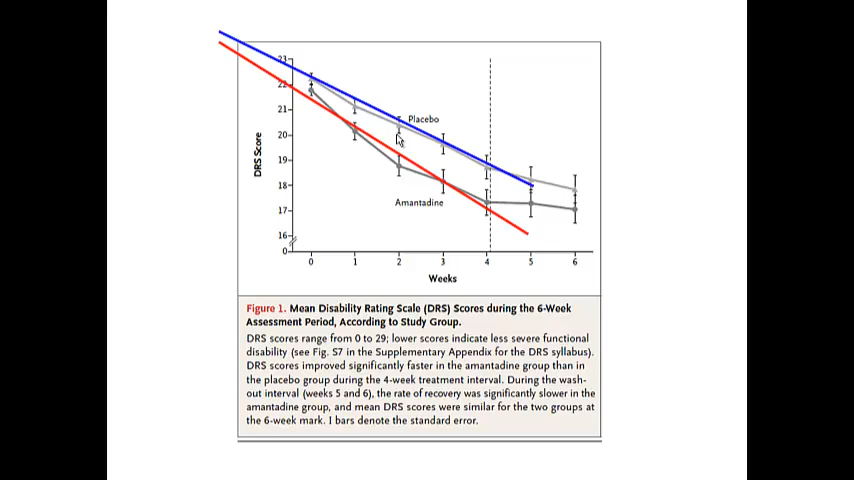 23
22
21
20
19
18
17
16
0
DRS Score
Placebo
Amantadine
0 1 2 3 4 5 6
Weeks
Figure 1. Mean Disability Rating Scale (DRS) Scores during the 6-Week
Assessment Period, According to Study Group.
DRS scores range from 0 to 29; lower scores indicate less severe functional
disability (see Fig. S7 in the Supplementary Appendix for the DRS syllabus).
DRS scores improved significantly faster in the amantadine group than in
the placebo group during the 4-week treatment interval. During the wash-
out interval (weeks 5 and 6), the rate of recovery was significantly slower in the
amantadine group, and mean DRS scores were similar for the two groups at
the 6-week mark. I bars denote the standard error.